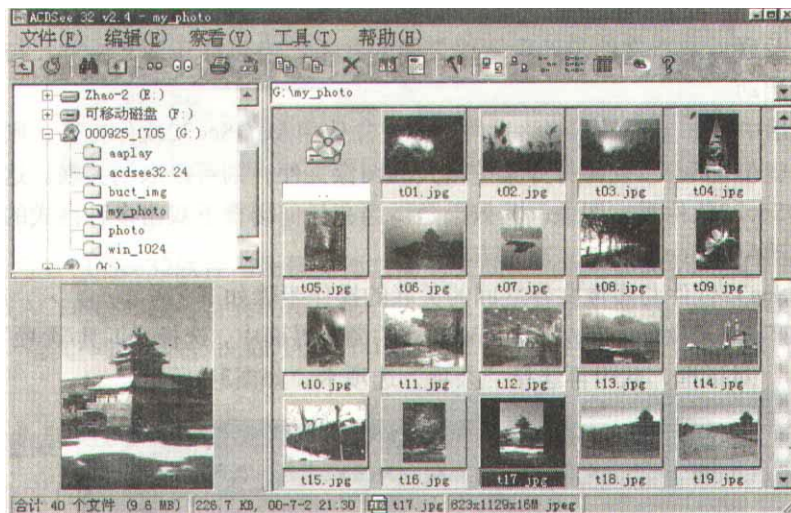 ACDSee 32 v2.4 - my_photo
文件(F) 编辑(E) 察看(V) 工具(T) 帮助(H)
Zhao-2 (E:)
可移动磁盘 (F:)
000925_1705 (G:)
aaplay
acdsee32.24
buct_img
my_photo
photo
win_1024
(H:)
G:\my_photo
..
t01.jpg t02.jpg t03.jpg t04.jpg
t05.jpg t06.jpg t07.jpg t08.jpg t09.jpg
t10.jpg t11.jpg t12.jpg t13.jpg t14.jpg
t15.jpg t16.jpg t17.jpg t18.jpg t19.jpg
合计 40 个文件 (9.6 MB) 226.7 KB, 00-7-2 21:30 t17.jpg 823x1129x16M jpeg